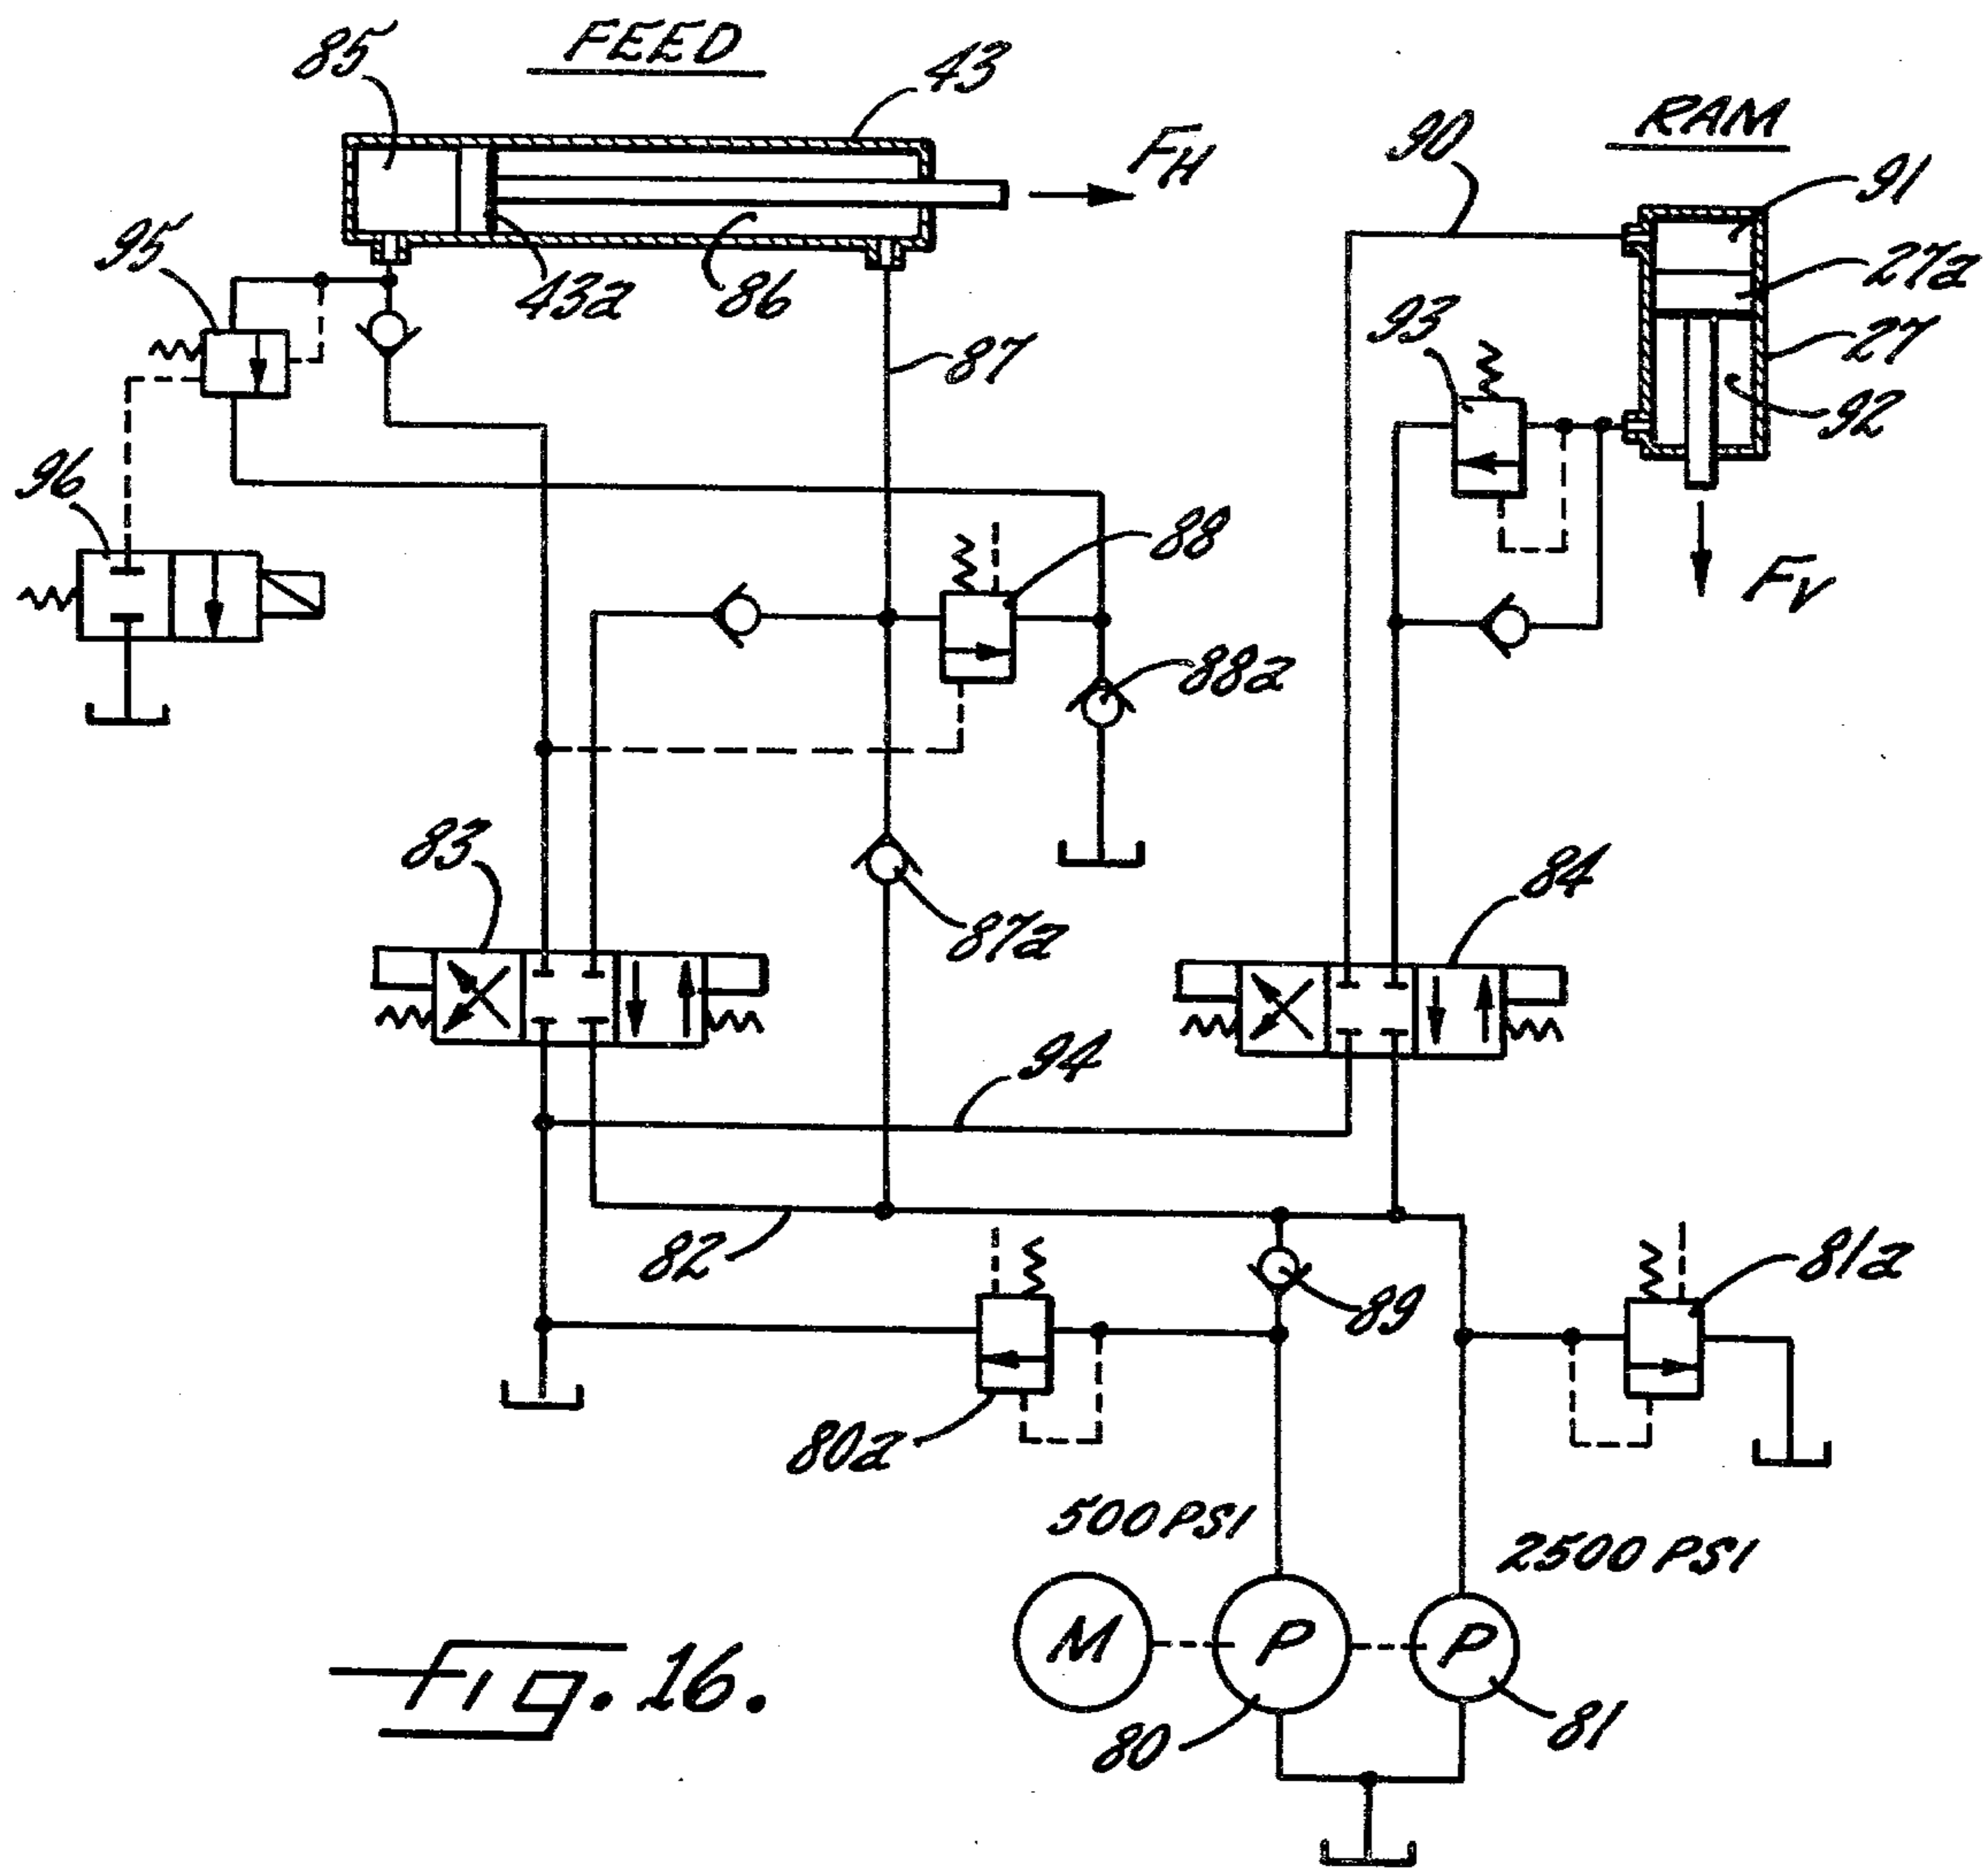 FEED
85
43
FH
RAM
90
91
95
27a
43a
86
93
27
87
92
96
88
FV
88a
83
84
87a
94
82
81a
89
80a
500 PSI
2500 PSI
M
P
P
Fig. 16.
80
81